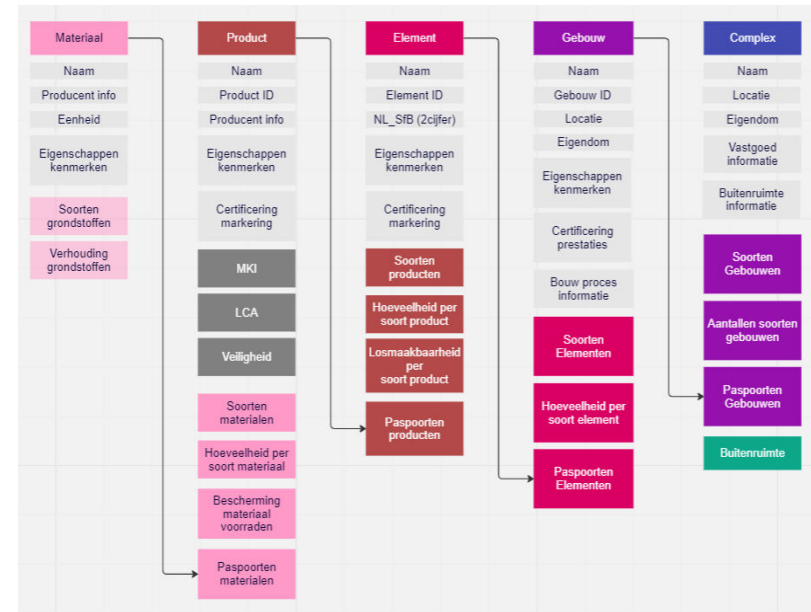 Materiaal
Naam
Producent info
Eenheid
Eigenschappen
kenmerken
Soorten
grondstoffen
Verhouding
grondstoffen
Product
Naam
Product ID
Producent info
Eigenschappen
kenmerken
Certificering
markering
MKI
LCA
Veiligheid
Soorten
materialen
Hoeveelheid per
soort materiaal
Bescherming
materiaal
voorraden
Paspoorten
materialen
Element
Naam
Element ID
NL_SfB (2cijfer)
Eigenschappen
kenmerken
Certificering
markering
Soorten
producten
Hoeveelheid per
soort product
Losmaakbaarheid
per
soort product
Paspoorten
producten
Gebouw
Naam
Gebouw ID
Locatie
Eigendom
Eigenschappen
kenmerken
Certificering
prestaties
Bouw proces
informatie
Soorten
Elementen
Hoeveelheid per
soort element
Paspoorten
Elementen
Complex
Naam
Locatie
Eigendom
Vastgoed
informatie
Buitenruimte
informatie
Soorten
Gebouwen
Aantallen soorten
gebouwen
Paspoorten
Gebouwen
Buitenruimte